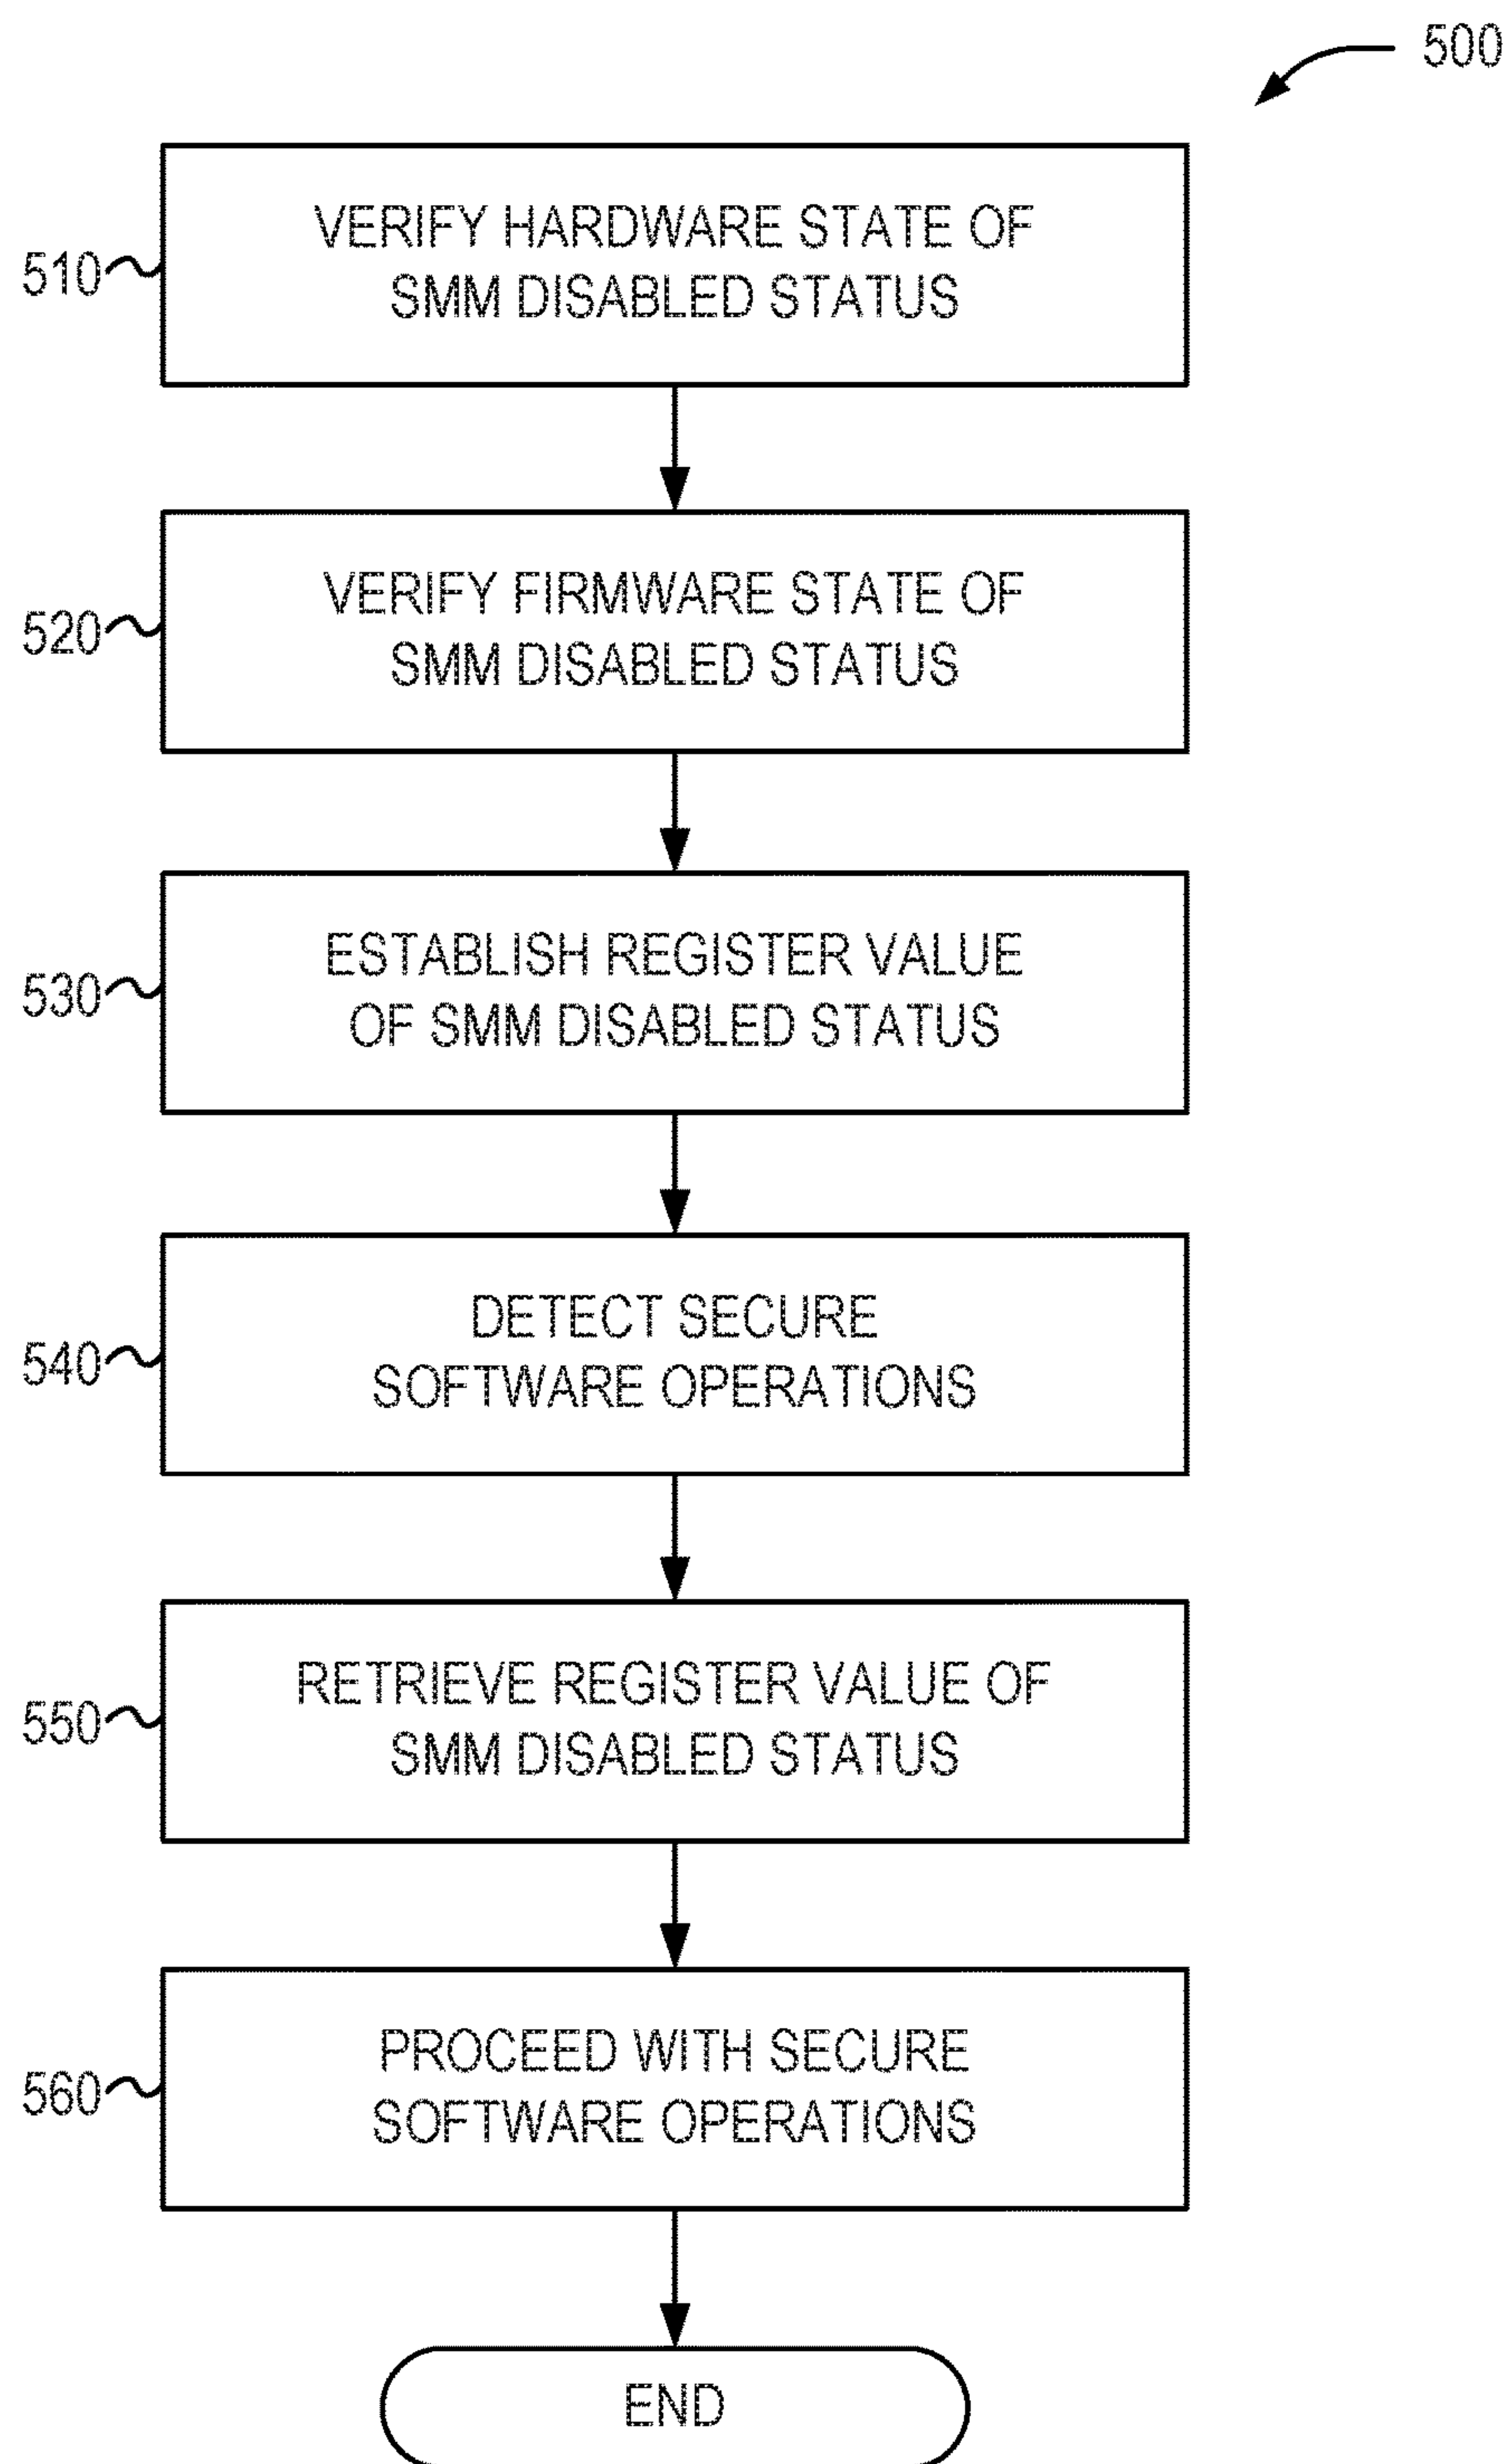 500
510
VERIFY HARDWARE STATE OF
SMM DISABLED STATUS
520
VERIFY FIRMWARE STATE OF
SMM DISABLED STATUS
530
ESTABLISH REGISTER VALUE
OF SMM DISABLED STATUS
540
DETECT SECURE
SOFTWARE OPERATIONS
550
RETRIEVE REGISTER VALUE OF
SMM DISABLED STATUS
560
PROCEED WITH SECURE
SOFTWARE OPERATIONS
END